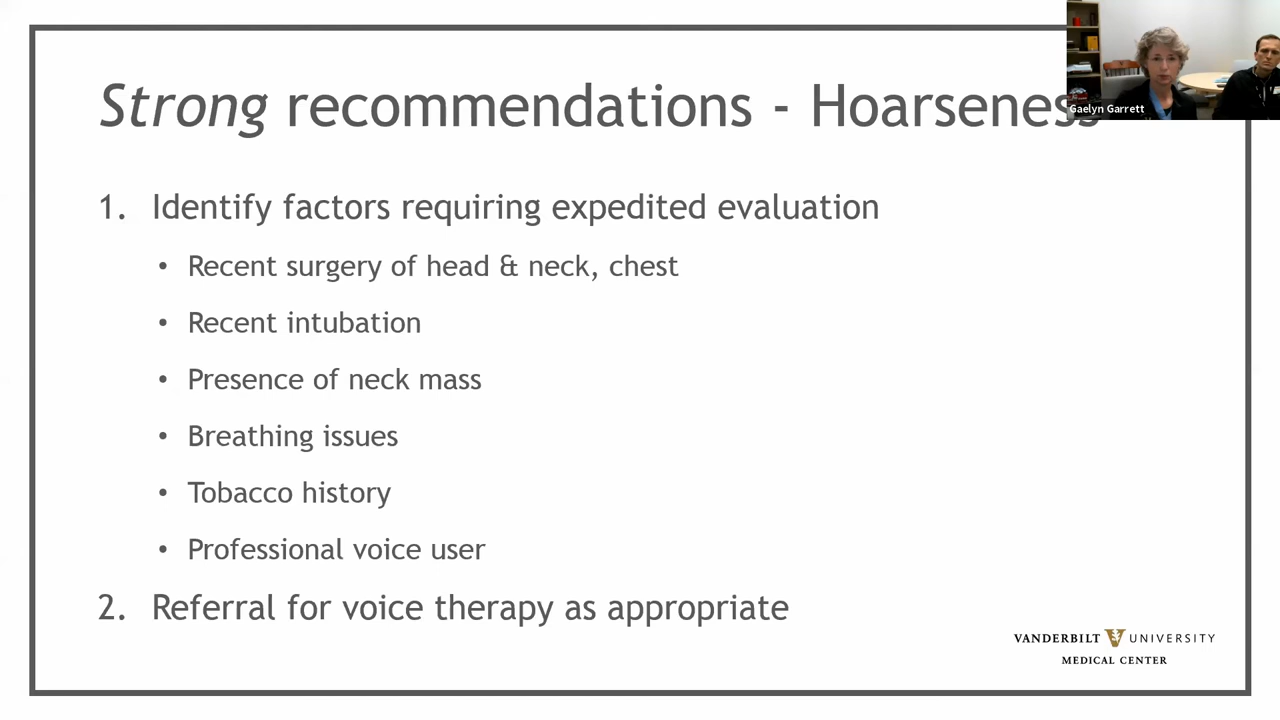 Strong recommendations - Hoarseness
Gaelyn Garrett
1. Identify factors requiring expedited evaluation
• Recent surgery of head & neck, chest
• Recent intubation
• Presence of neck mass
• Breathing issues
• Tobacco history
• Professional voice user
2. Referral for voice therapy as appropriate
VANDERBILT V UNIVERSITY
MEDICAL CENTER